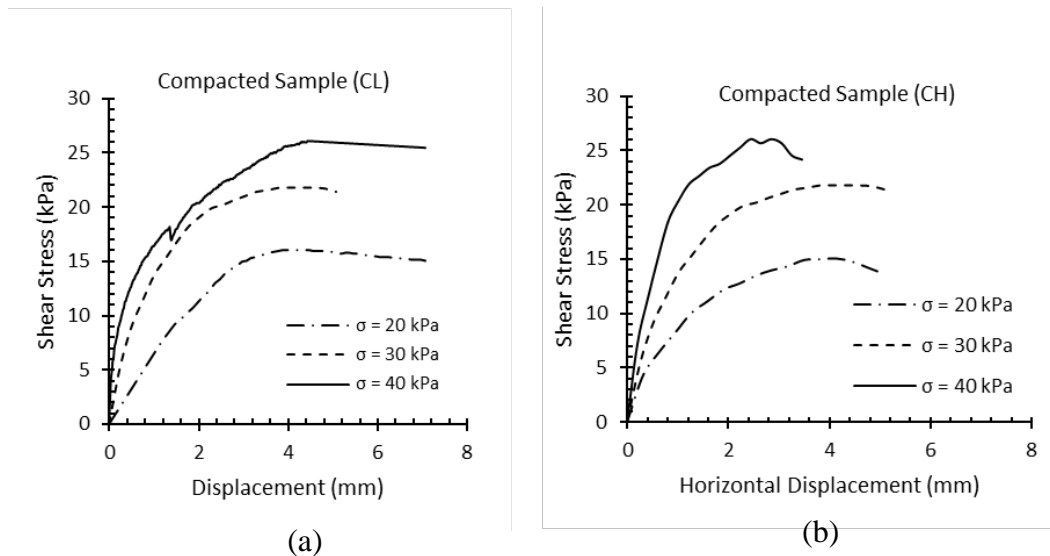 Compacted Sample (CL)
30
25
20
15
10
5
0
Shear Stress (kPa)
σ = 20 kPa
σ = 30 kPa
σ = 40 kPa
0 2 4 6 8
Displacement (mm)
(a)
Compacted Sample (CH)
30
25
20
15
10
5
0
Shear Stress (kPa)
σ = 20 kPa
σ = 30 kPa
σ = 40 kPa
0 2 4 6 8
Horizontal Displacement (mm)
(b)